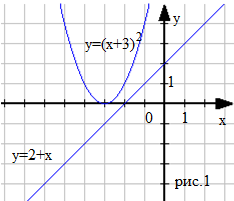 y
y=(x+3)²
1
0 1 x
y=2+x
рис.1